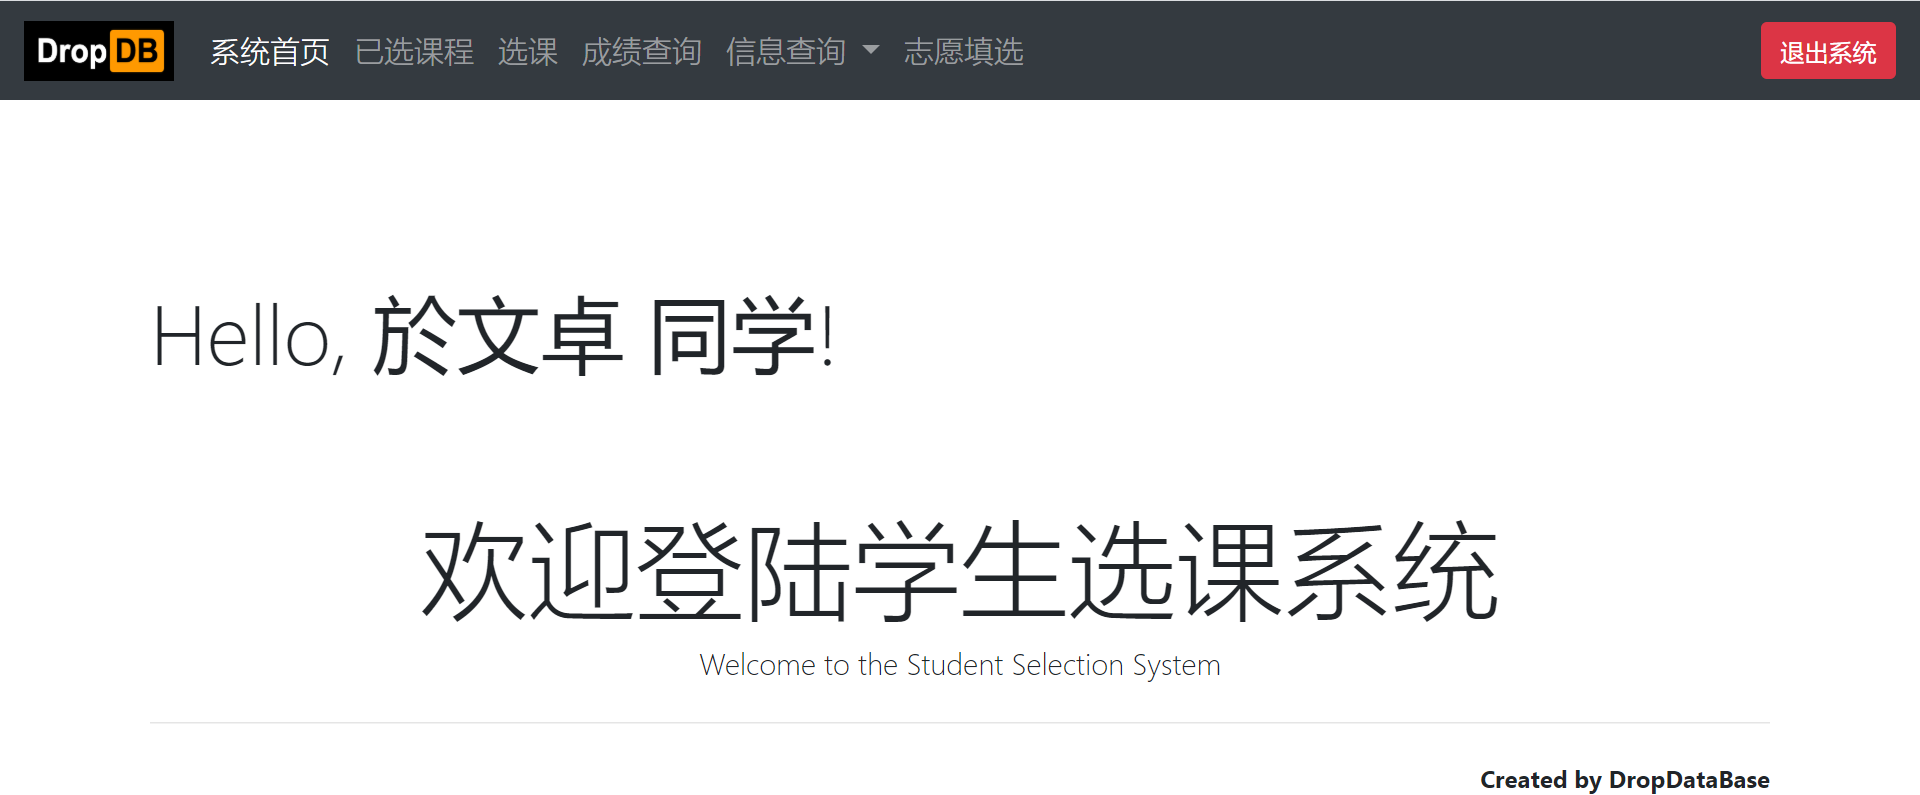 DropDB 系统首页 已选课程 选课 成绩查询 信息查询 志愿填选 退出系统
Hello, 於文卓 同学!
欢迎登陆学生选课系统
Welcome to the Student Selection System
Created by DropDataBase